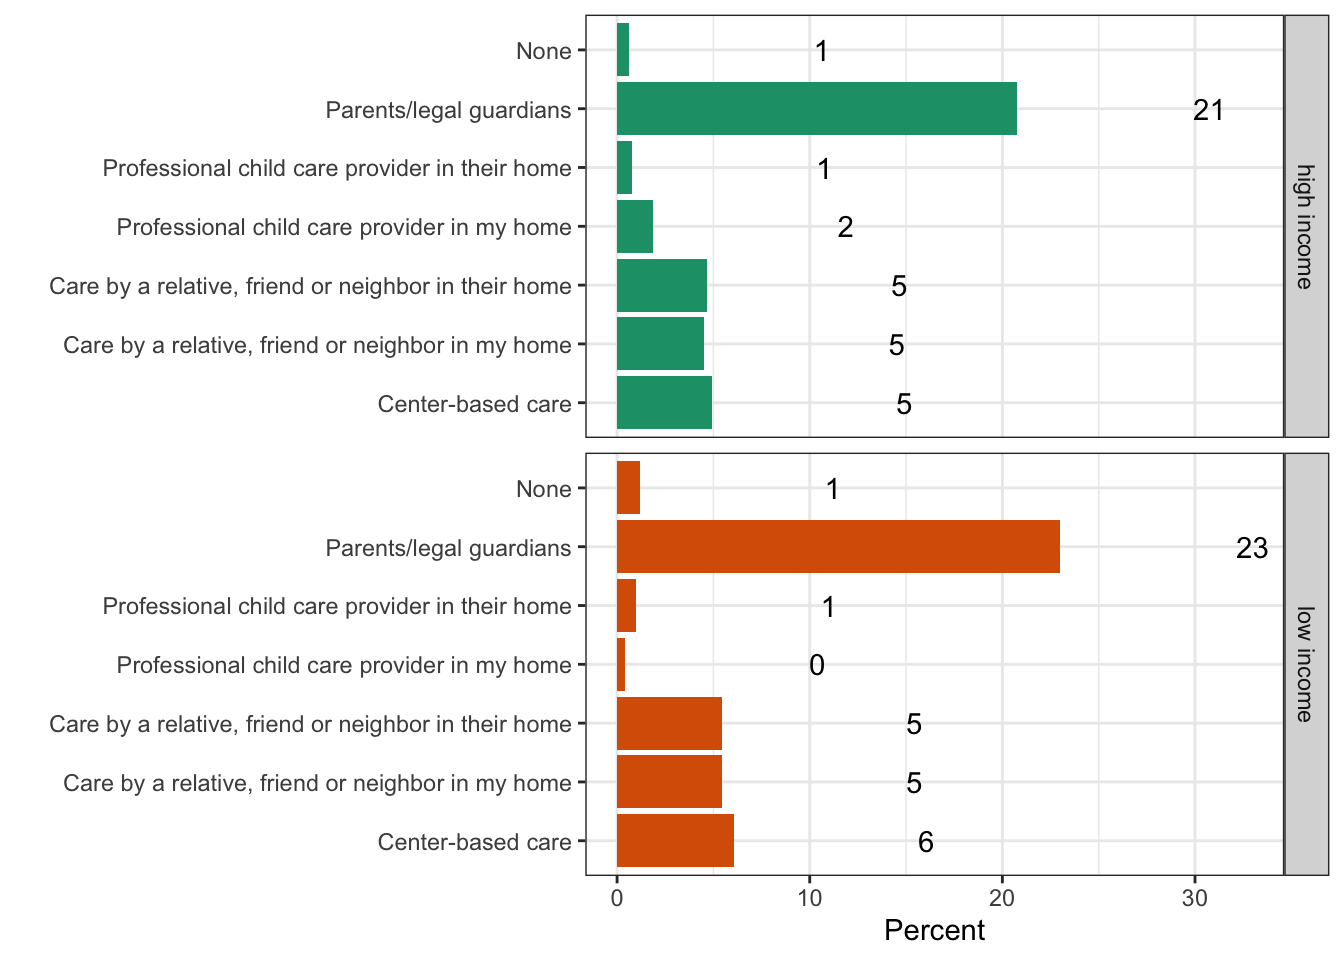 None 1
Parents/legal guardians 21
Professional child care provider in their home 1
Professional child care provider in my home 2
Care by a relative, friend or neighbor in their home 5
Care by a relative, friend or neighbor in my home 5
Center-based care 5
high income
None 1
Parents/legal guardians 23
Professional child care provider in their home 1
Professional child care provider in my home 0
Care by a relative, friend or neighbor in their home 5
Care by a relative, friend or neighbor in my home 5
Center-based care 6
low income
0 10 20 30
Percent